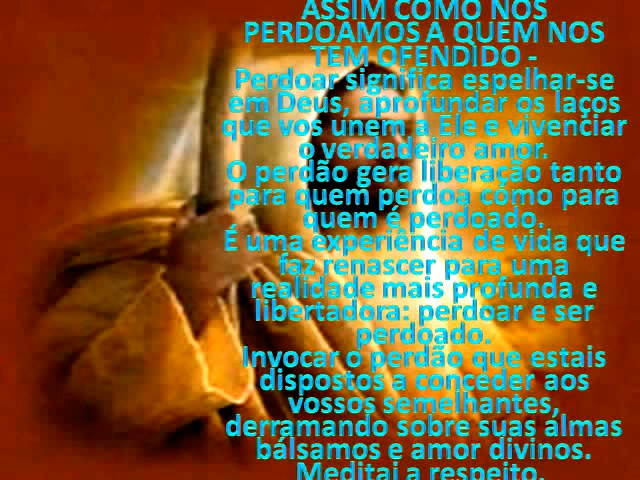 ASSIM COMO NÓS
PERDOAMOS A QUEM NOS
TEM OFENDIDO -
Perdoar significa espelhar-se
em Deus, aprofundar os laços
que vos unem a Ele e vivenciar
o verdadeiro amor.
O perdão gera liberação tanto
para quem perdoa como para
quem é perdoado.
É uma experiência de vida que
faz renascer para uma
realidade mais profunda e
libertadora: perdoar e ser
perdoado.
Invocar o perdão que estais
dispostos a conceder aos
vossos semelhantes,
derramando sobre suas almas
bálsamos e amor divinos.
Meditai a respeito.